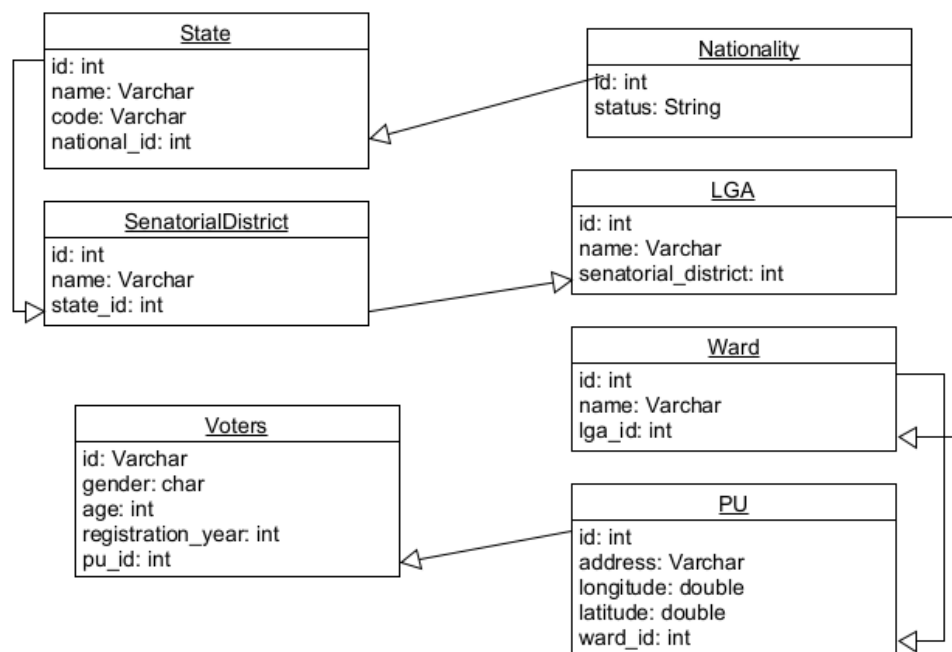 State
id: int
name: Varchar
code: Varchar
national_id: int
Nationality
id: int
status: String
SenatorialDistrict
id: int
name: Varchar
state_id: int
LGA
id: int
name: Varchar
senatorial_district: int
Ward
id: int
name: Varchar
lga_id: int
Voters
id: Varchar
gender: char
age: int
registration_year: int
pu_id: int
PU
id: int
address: Varchar
longitude: double
latitude: double
ward_id: int